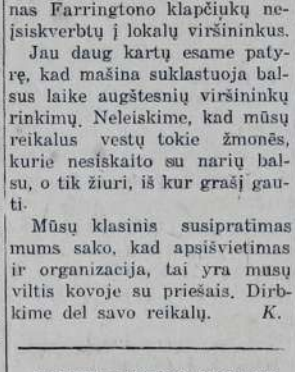 nas Farringtono klapčiukų ne-
įsiskverbtų į lokalų viršininkus.
Jau daug kartų esame paty-
rę, kad mašina suklastuoja bal-
sus laike augštesnių viršininkų
rinkimų. Neleiskime, kad mūsų
reikalus vestų tokie žmonės,
kurie nesiskaito su narių bal-
su, o tik žiuri, iš kur grašį gau-
ti.
Mūsų klasinis susipratimas
mums sako, kad apsišvietimas
ir organizacija, tai yra musų
viltis kovoje su priešais. Dirb-
kime del savo reikalų. K.